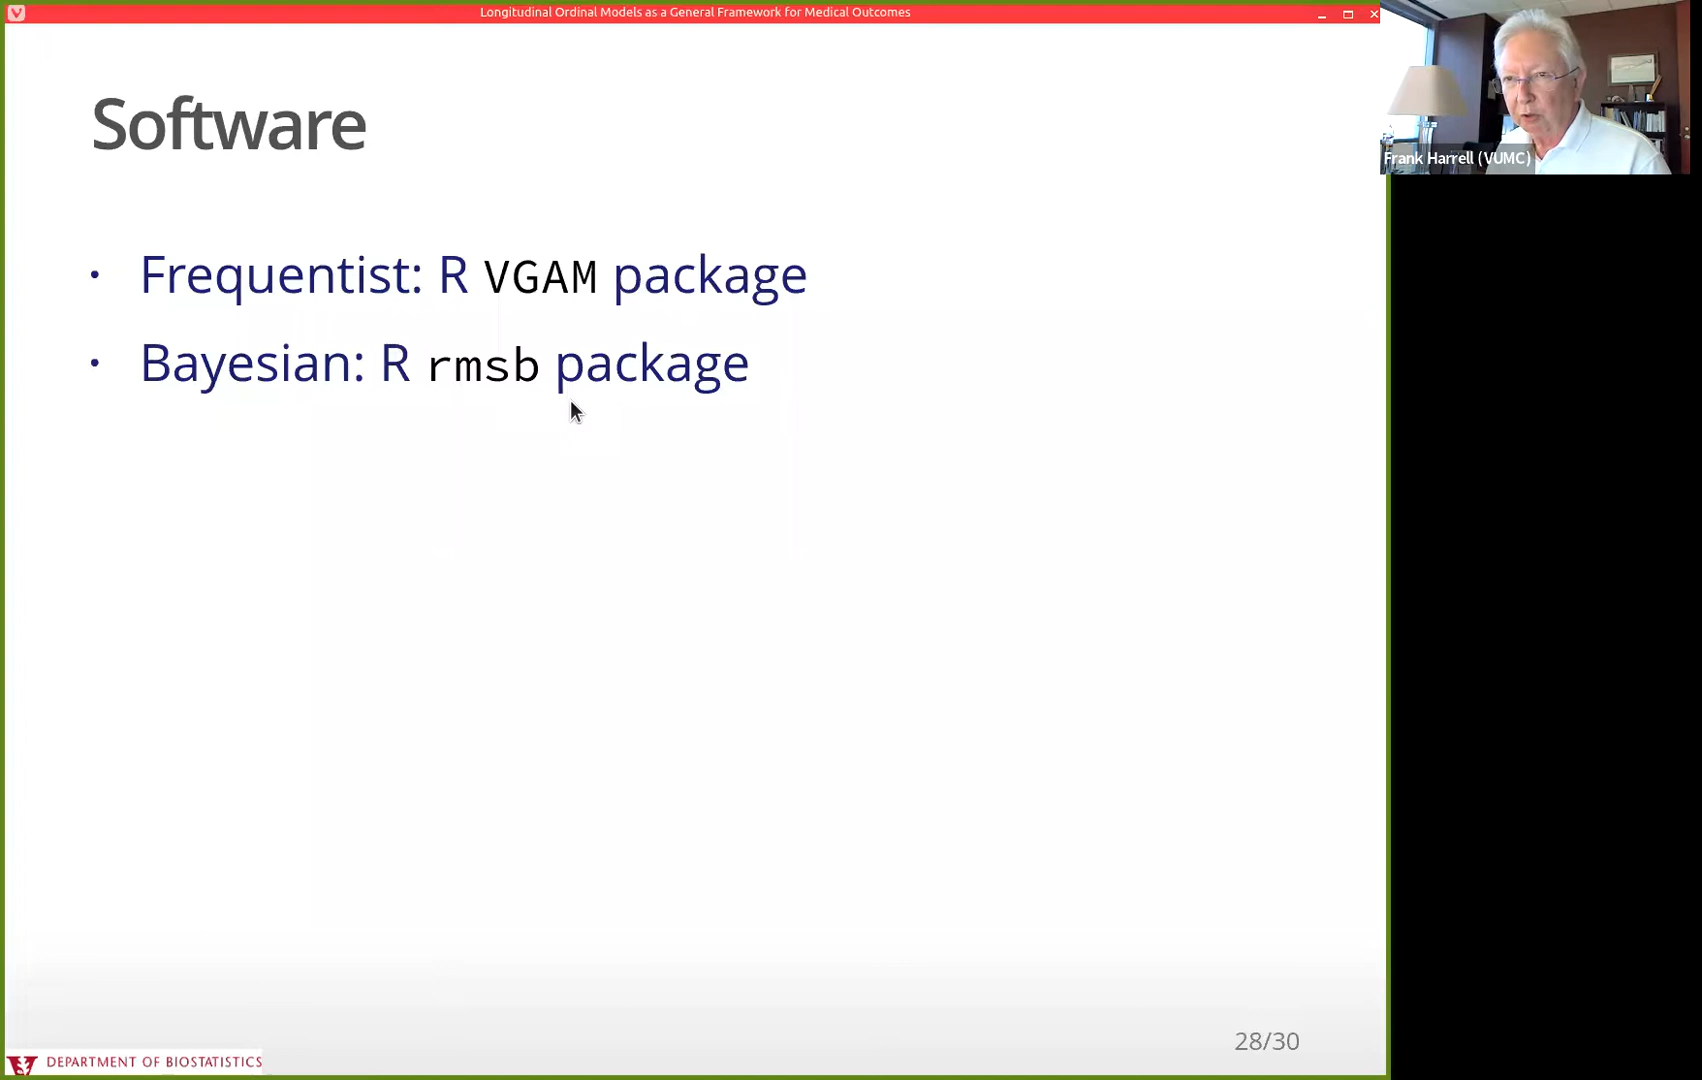 Longitudinal Ordinal Models as a General Framework for Medical Outcomes
Frank Harrell (VUMC)
Software
• Frequentist: R VGAM package
• Bayesian: R rmsb package
28/30
DEPARTMENT OF BIOSTATISTICS